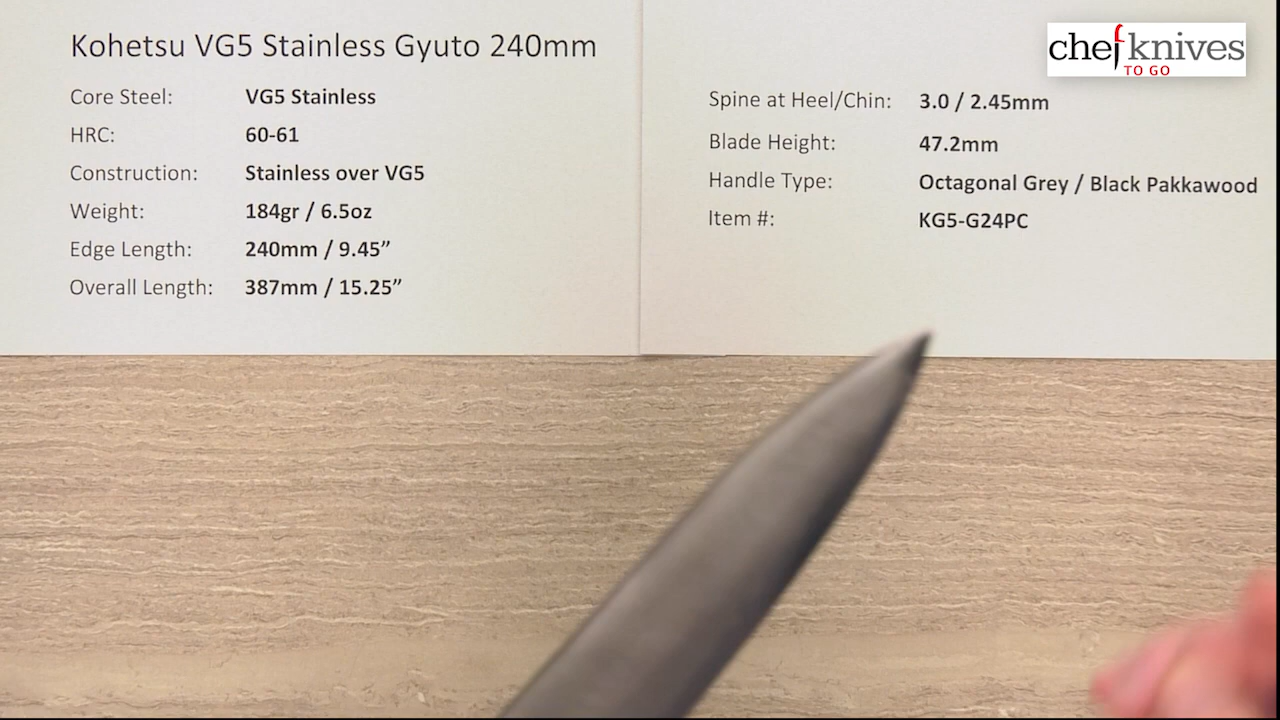 Kohetsu VG5 Stainless Gyuto 240mm
Core Steel: VG5 Stainless
HRC: 60-61
Construction: Stainless over VG5
Weight: 184gr / 6.5oz
Edge Length: 240mm / 9.45”
Overall Length: 387mm / 15.25”
chef knives
TO GO
Spine at Heel/Chin: 3.0 / 2.45mm
Blade Height: 47.2mm
Handle Type: Octagonal Grey / Black Pakkawood
Item #: KG5-G24PC